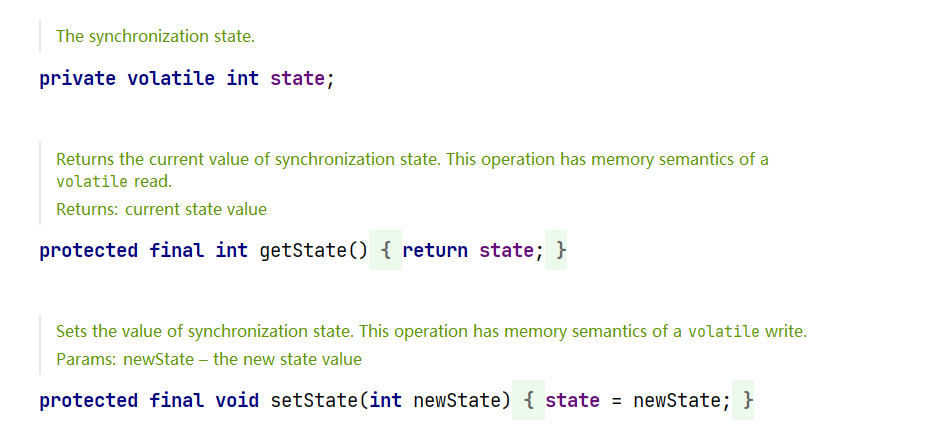 The synchronization state.
private volatile int state;
Returns the current value of synchronization state. This operation has memory semantics of a
volatile read.
Returns: current state value
protected final int getState() { return state; }
Sets the value of synchronization state. This operation has memory semantics of a volatile write.
Params: newState – the new state value
protected final void setState(int newState) { state = newState; }